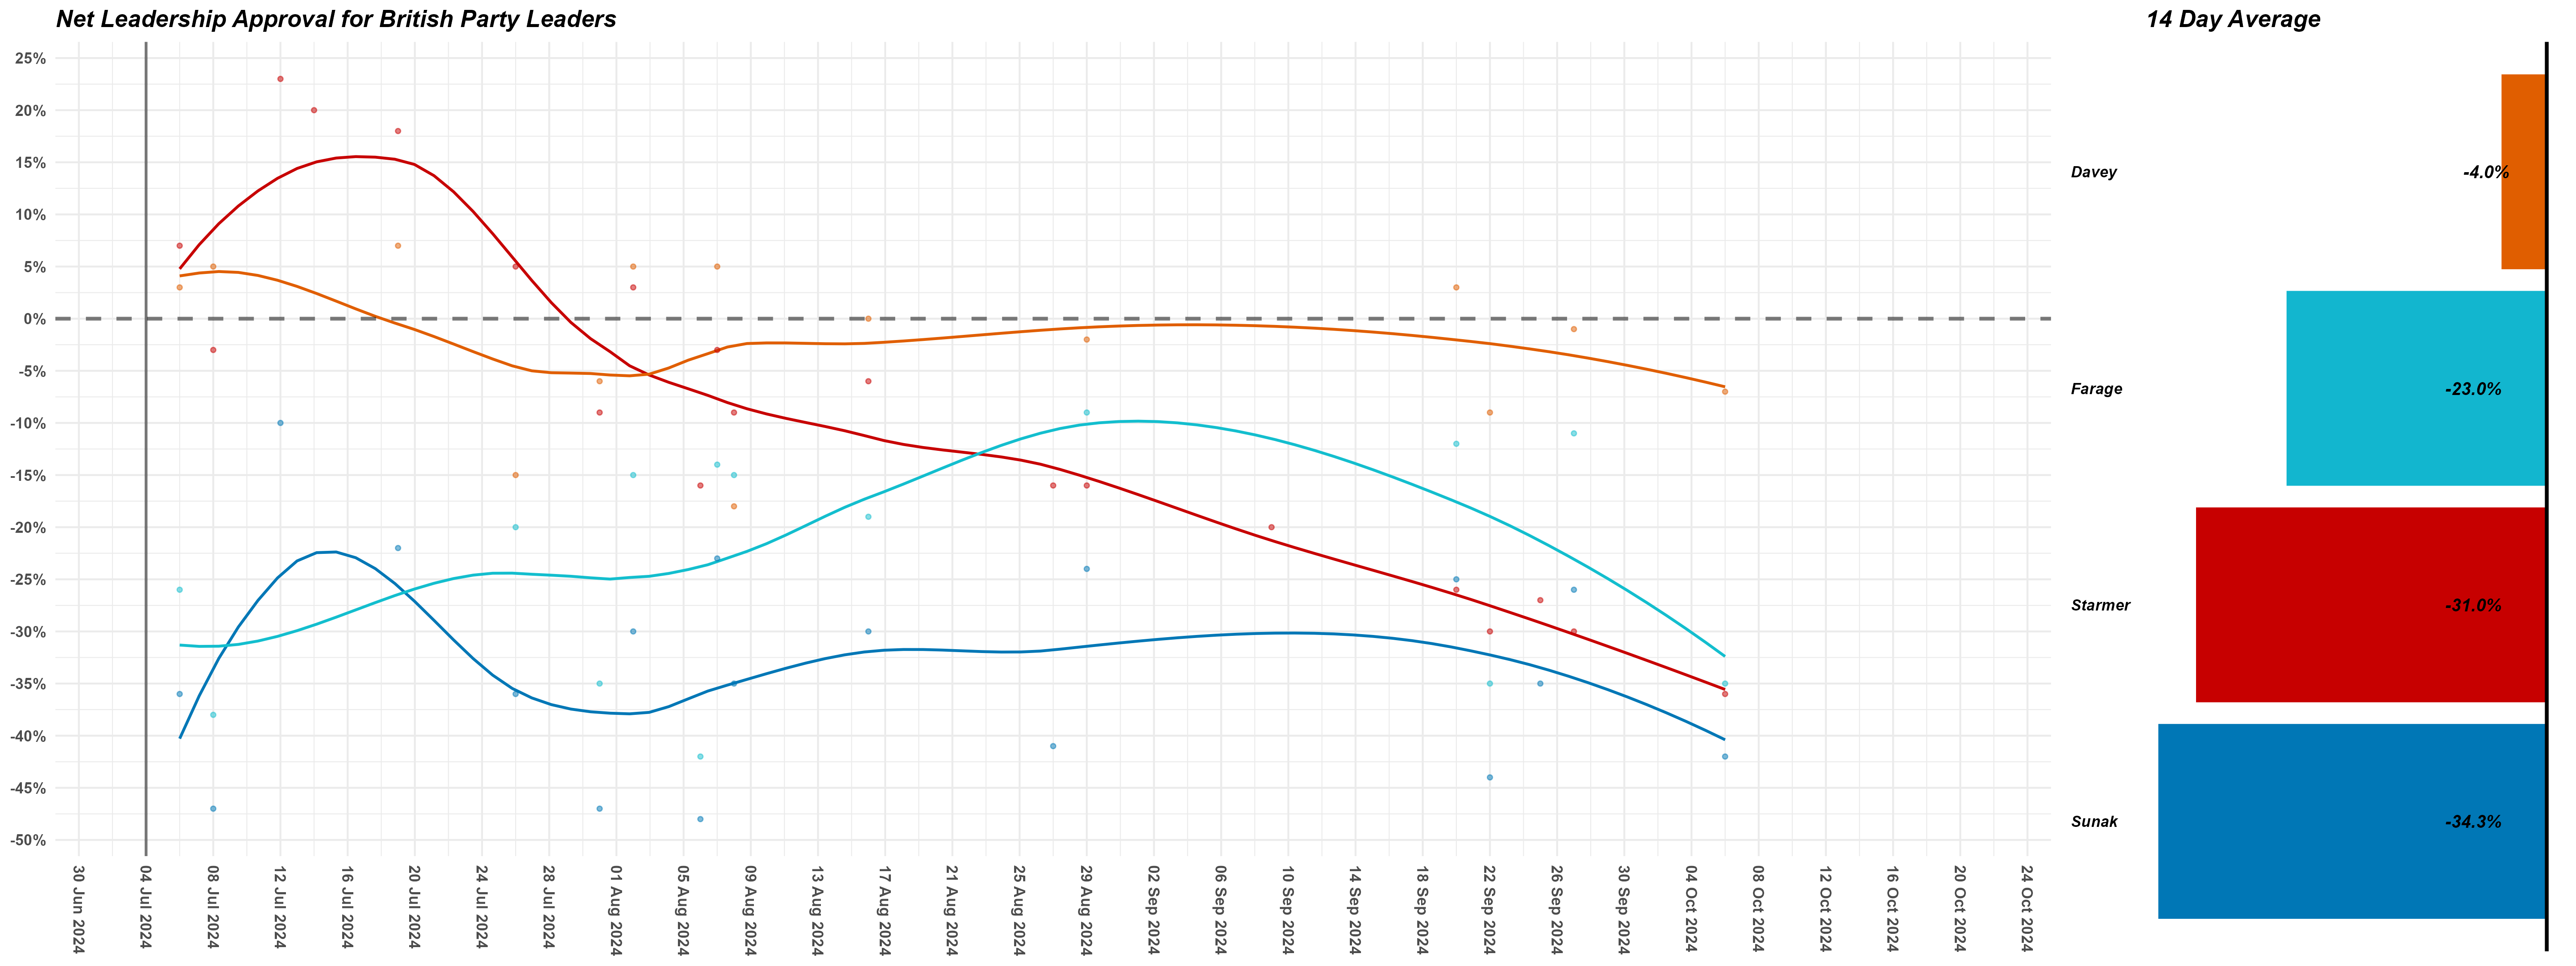 Net Leadership Approval for British Party Leaders
14 Day Average
25%
20%
15%
10%
5%
0%
-5%
-10%
-15%
-20%
-25%
-30%
-35%
-40%
-45%
-50%
30 Jun 2024
04 Jul 2024
08 Jul 2024
12 Jul 2024
16 Jul 2024
20 Jul 2024
24 Jul 2024
28 Jul 2024
01 Aug 2024
05 Aug 2024
09 Aug 2024
13 Aug 2024
17 Aug 2024
21 Aug 2024
25 Aug 2024
29 Aug 2024
02 Sep 2024
06 Sep 2024
10 Sep 2024
14 Sep 2024
18 Sep 2024
22 Sep 2024
26 Sep 2024
30 Sep 2024
04 Oct 2024
08 Oct 2024
12 Oct 2024
16 Oct 2024
20 Oct 2024
24 Oct 2024
Davey -4.0%
Farage -23.0%
Starmer -31.0%
Sunak -34.3%